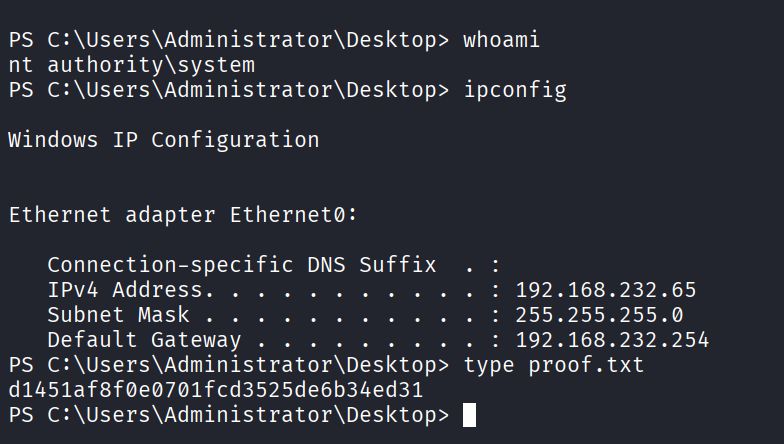 PS C:\Users\Administrator\Desktop> whoami
nt authority\system
PS C:\Users\Administrator\Desktop> ipconfig
Windows IP Configuration
Ethernet adapter Ethernet0:
   Connection-specific DNS Suffix  . :
   IPv4 Address. . . . . . . . . . . : 192.168.232.65
   Subnet Mask . . . . . . . . . . . : 255.255.255.0
   Default Gateway . . . . . . . . . : 192.168.232.254
PS C:\Users\Administrator\Desktop> type proof.txt
d1451af8f0e0701fcd3525de6b34ed31
PS C:\Users\Administrator\Desktop>